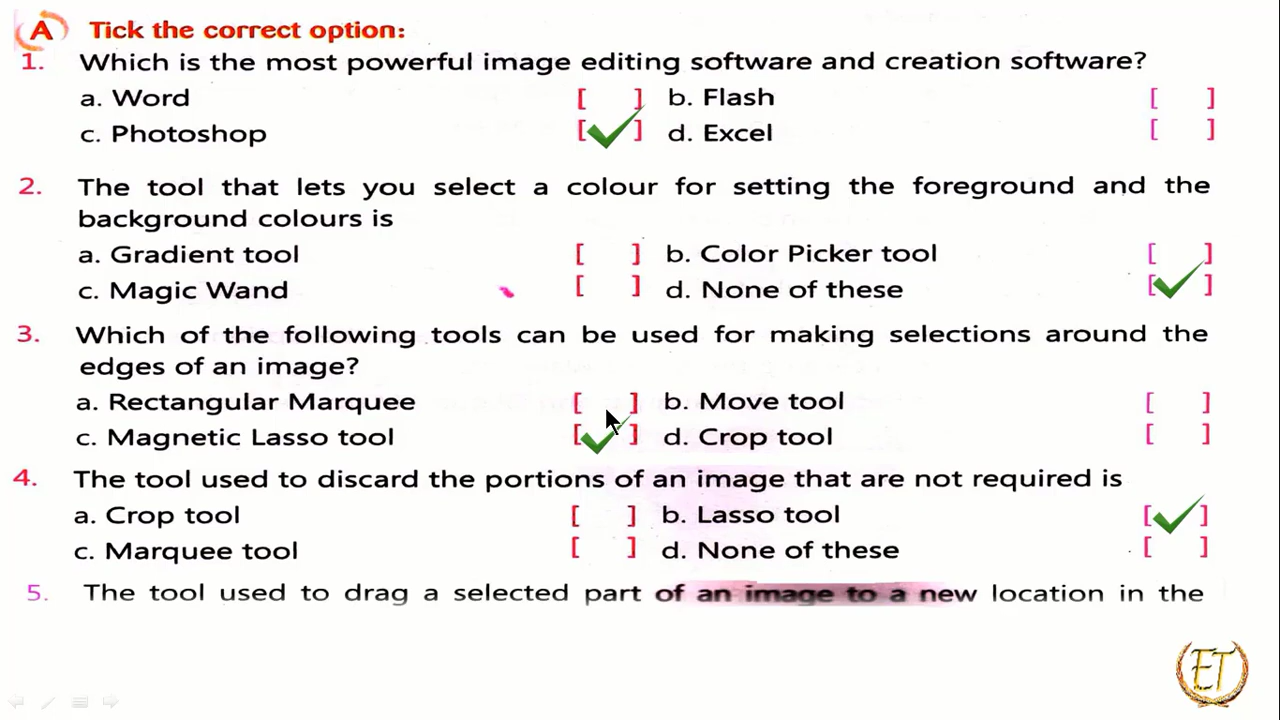 A Tick the correct option:
1. Which is the most powerful image editing software and creation software?
a. Word [ ] b. Flash [ ]
c. Photoshop [✓] d. Excel [ ]
2. The tool that lets you select a colour for setting the foreground and the
background colours is
a. Gradient tool [ ] b. Color Picker tool [ ]
c. Magic Wand [ ] d. None of these [✓]
3. Which of the following tools can be used for making selections around the
edges of an image?
a. Rectangular Marquee [ ] b. Move tool [ ]
c. Magnetic Lasso tool [✓] d. Crop tool [ ]
4. The tool used to discard the portions of an image that are not required is
a. Crop tool [ ] b. Lasso tool [✓]
c. Marquee tool [ ] d. None of these [ ]
5. The tool used to drag a selected part of an image to a new location in the
ET